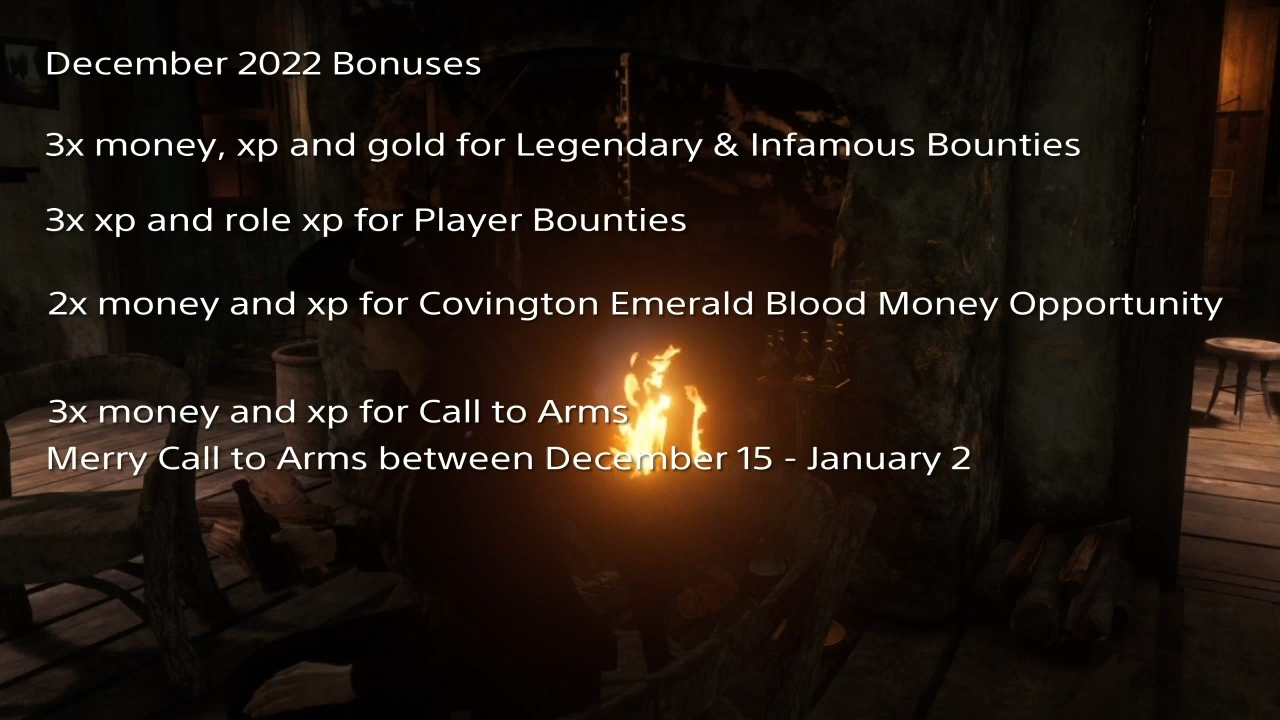 December 2022 Bonuses
3x money, xp and gold for Legendary & Infamous Bounties
3x xp and role xp for Player Bounties
2x money and xp for Covington Emerald Blood Money Opportunity
3x money and xp for Call to Arms
Merry Call to Arms between December 15 - January 2